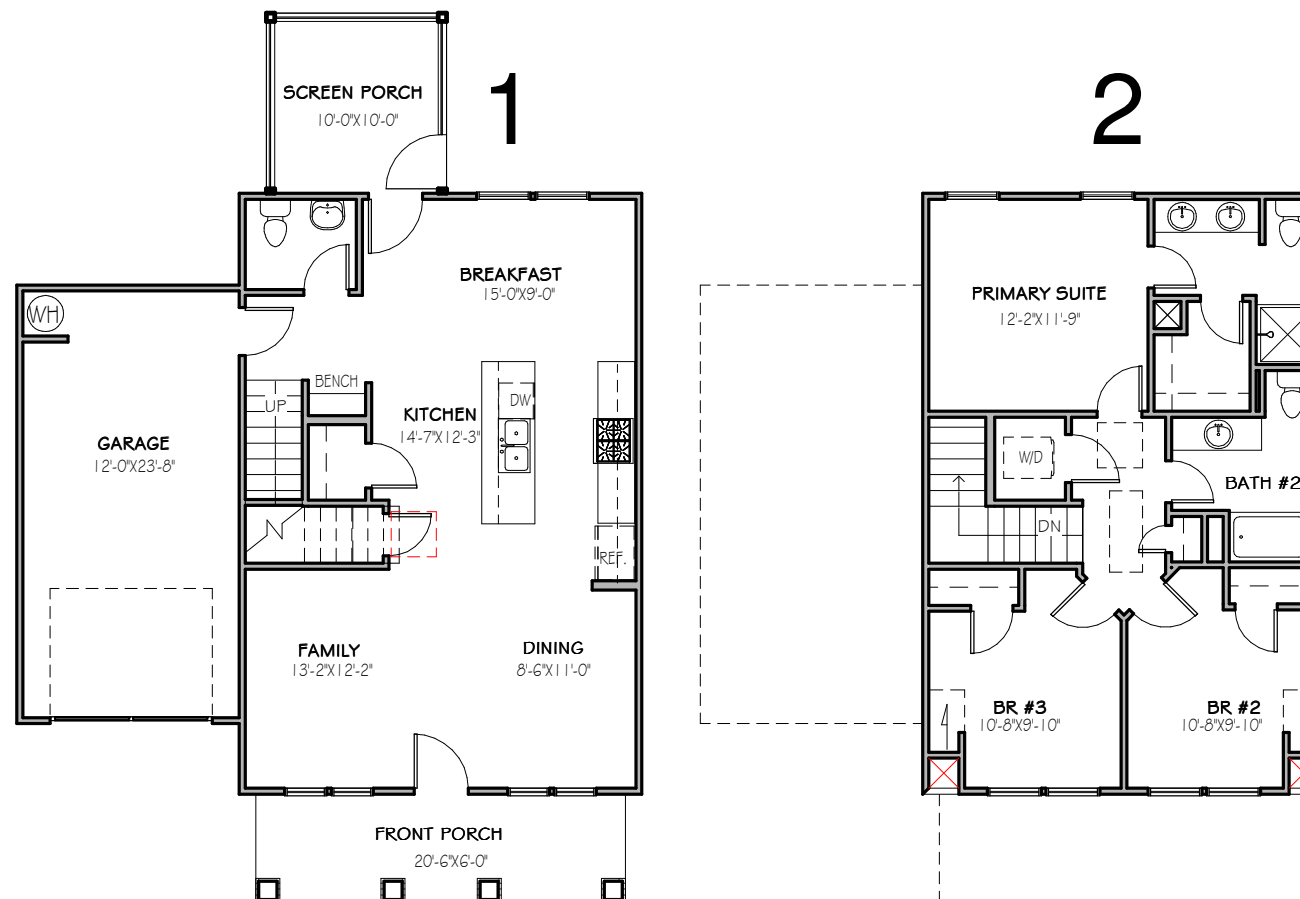 1
SCREEN PORCH
10'-0"X10'-0"
BREAKFAST
15'-0"X9'-0"
WH
BENCH
UP
DW
KITCHEN
14'-7"X12'-3"
GARAGE
12'-0"X23'-8"
REF.
FAMILY
13'-2"X12'-2"
DINING
8'-6"X11'-0"
FRONT PORCH
20'-6"X6'-0"
2
PRIMARY SUITE
12'-2"X11'-9"
W/D
BATH #2
DN
BR #3
10'-8"X9'-10"
BR #2
10'-8"X9'-10"